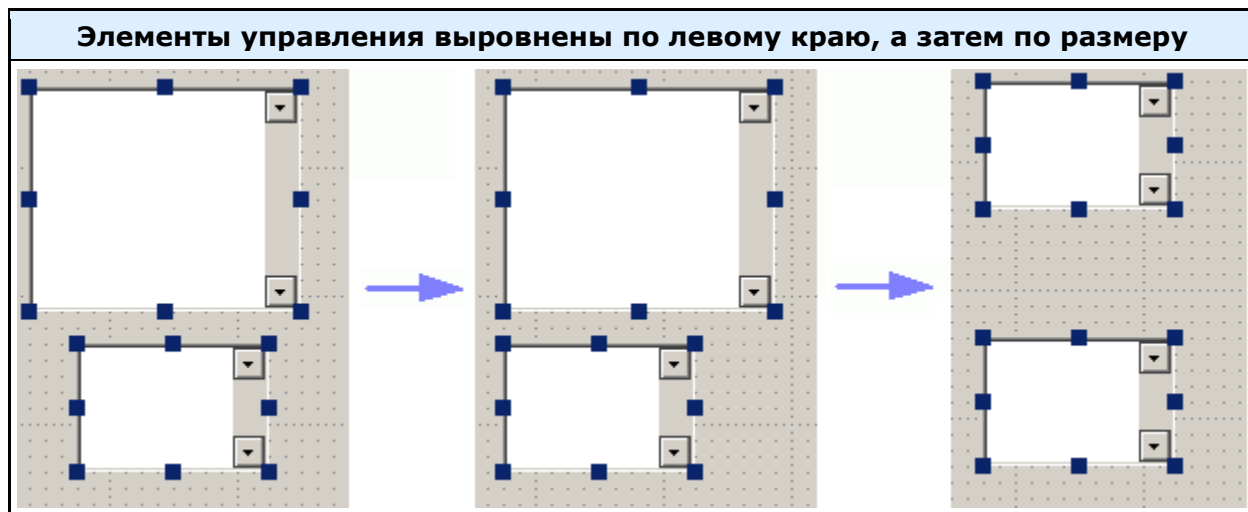 Элементы управления выровнены по левому краю, а затем по размеру